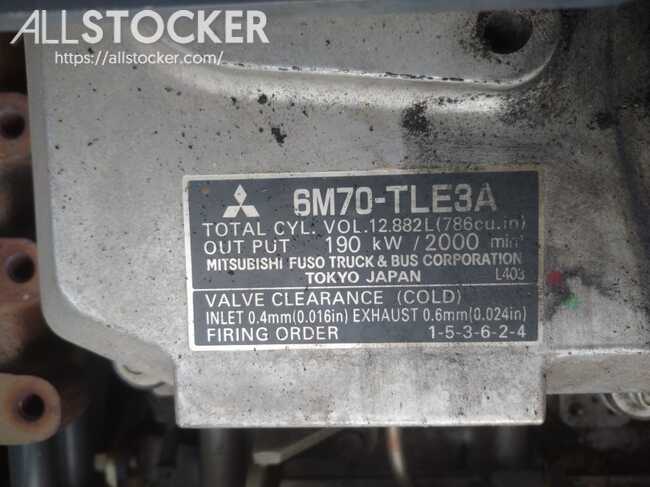 ALLSTOCKER
https://allstocker.com/
6M70-TLE3A
TOTAL CYL. VOL.12.882L(786cu.in)
OUT PUT 190 kW / 2000 min⁻¹
MITSUBISHI FUSO TRUCK & BUS CORPORATION
TOKYO JAPAN L403
VALVE CLEARANCE (COLD)
INLET 0.4mm(0.016in) EXHAUST 0.6mm(0.024in)
FIRING ORDER 1-5-3-6-2-4